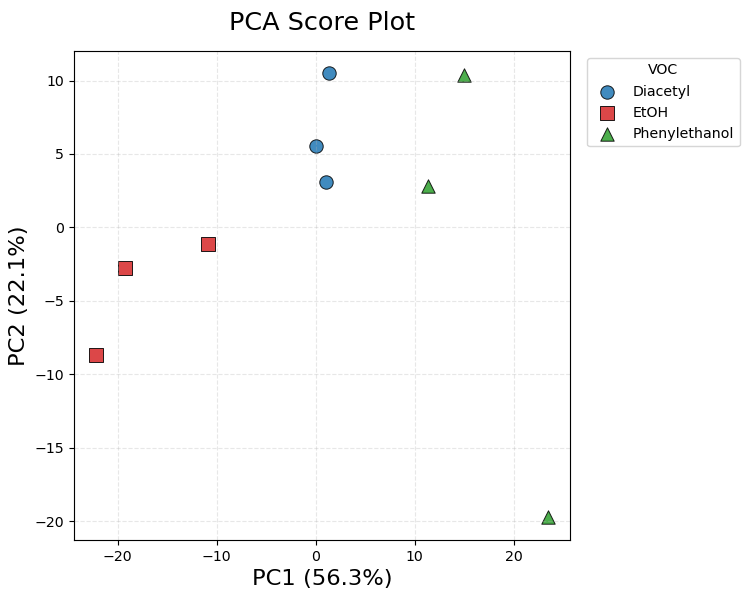 PCA Score Plot
PC2 (22.1%)
10
5
0
−5
−10
−15
−20
−20
−10
0
10
20
PC1 (56.3%)
VOC
Diacetyl
EtOH
Phenylethanol